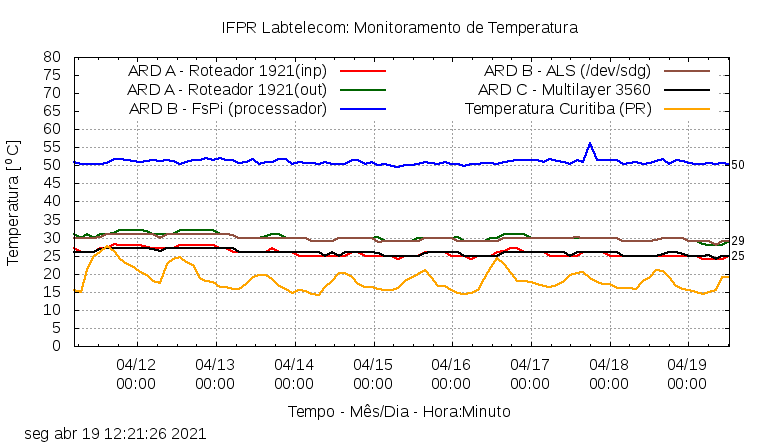 IFPR Labtelecom: Monitoramento de Temperatura
Temperatura [ºC]
80
75
70
65
60
55
50
45
40
35
30
25
20
15
10
5
0
ARD A - Roteador 1921(inp)
ARD A - Roteador 1921(out)
ARD B - FsPi (processador)
ARD B - ALS (/dev/sdg)
ARD C - Multilayer 3560
Temperatura Curitiba (PR)
50
29
25
04/12 04/13 04/14 04/15 04/16 04/17 04/18 04/19
00:00 00:00 00:00 00:00 00:00 00:00 00:00 00:00
Tempo - Mês/Dia - Hora:Minuto
seg abr 19 12:21:26 2021